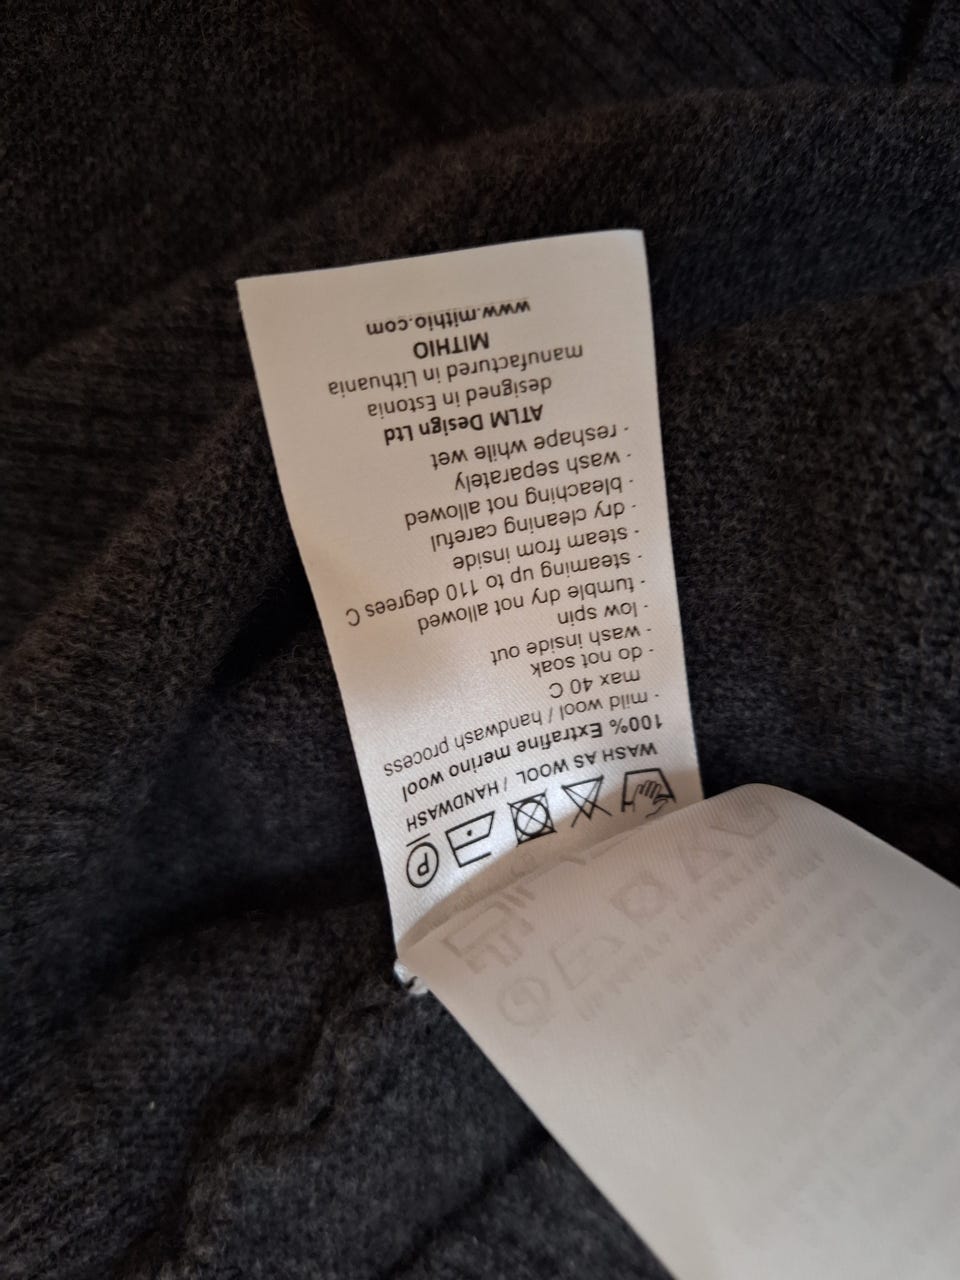 WASH AS WOOL / HANDWASH
100% Extrafine merino wool
- mild wool / handwash process
max 40 C
- do not soak
- wash inside out
- low spin
- tumble dry not allowed
- steaming up to 110 degrees C
- steam from inside
- dry cleaning careful
- bleaching not allowed
- wash separately
- reshape while wet
ATLM Design Ltd
designed in Estonia
manufactured in Lithuania
MITHIO
www.mithio.com
P